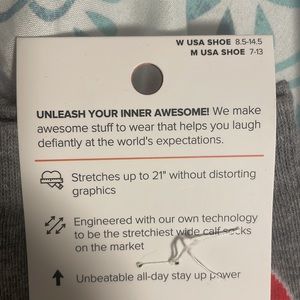 W USA SHOE 8.5-14.5
M USA SHOE 7-13
UNLEASH YOUR INNER AWESOME! We make
awesome stuff to wear that helps you laugh
defiantly at the world's expectations.
Stretches up to 21" without distorting
graphics
Engineered with our own technology
to be the stretchiest wide calf socks
on the market
Unbeatable all-day stay up power